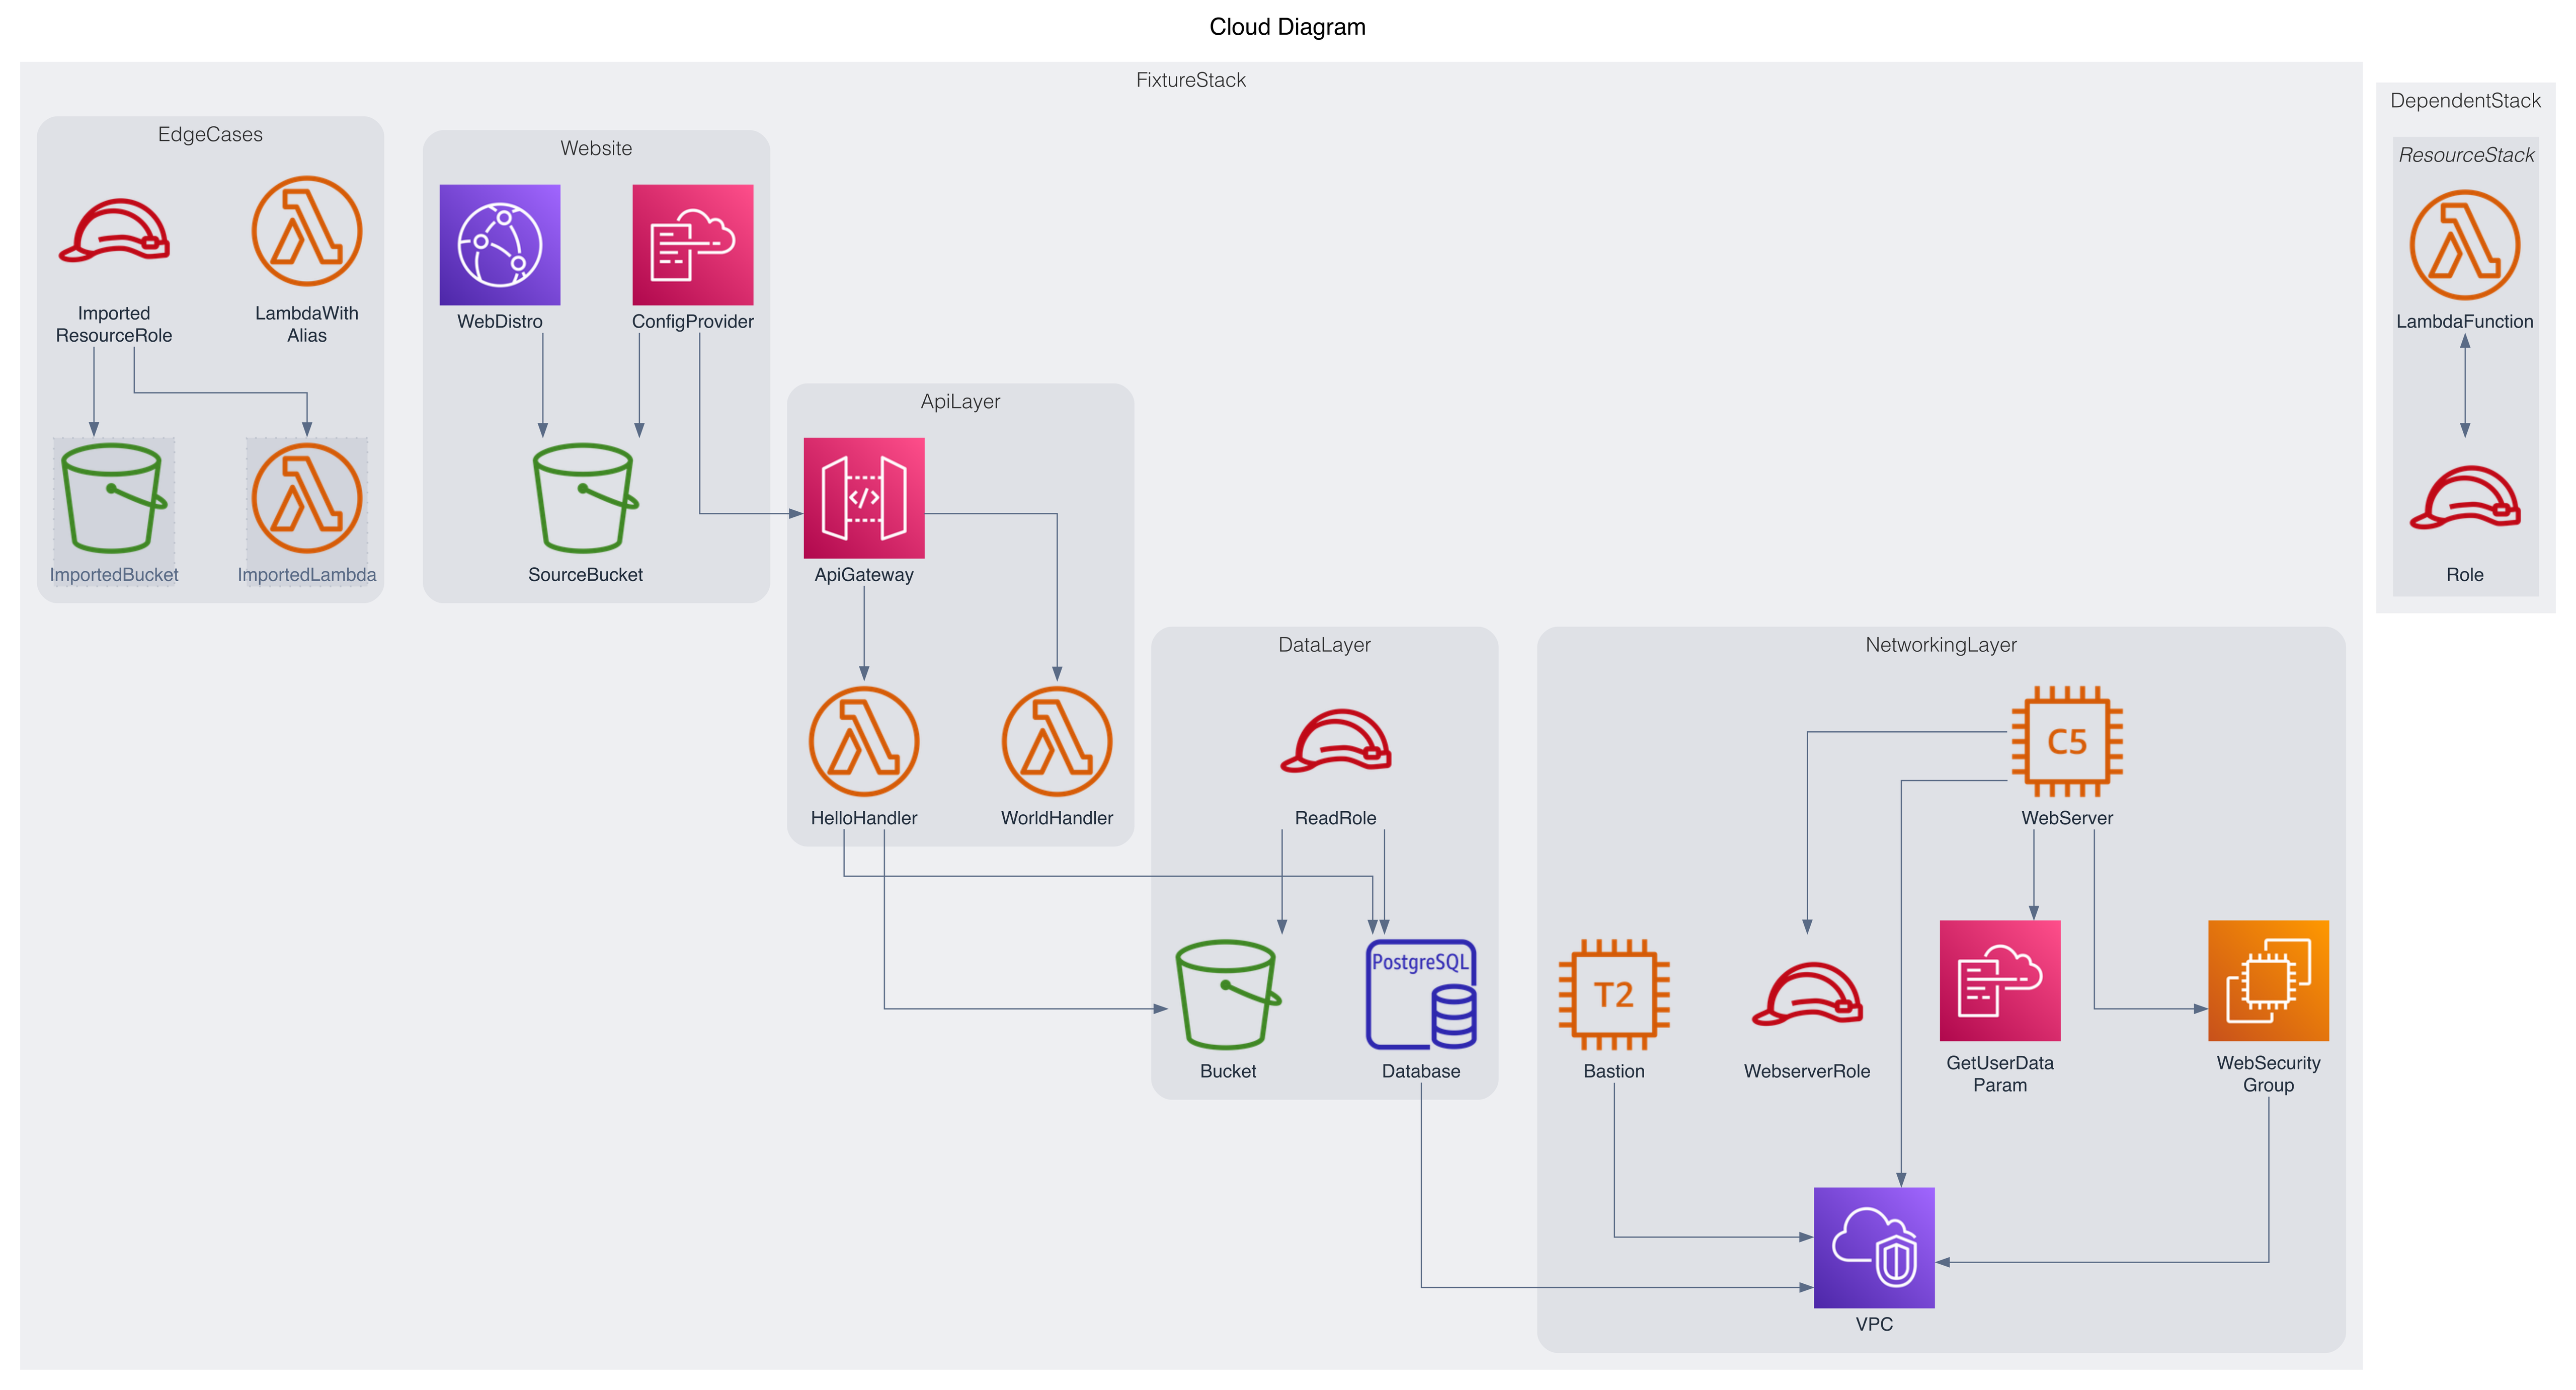 Cloud Diagram
FixtureStack
DependentStack
EdgeCases
Website
ResourceStack
Imported
ResourceRole
LambdaWith
Alias
WebDistro
ConfigProvider
LambdaFunction
ApiLayer
ImportedBucket
ImportedLambda
SourceBucket
</>
ApiGateway
Role
DataLayer
NetworkingLayer
C5
HelloHandler
WorldHandler
ReadRole
WebServer
PostgreSQL
T2
Bucket
Database
Bastion
WebserverRole
GetUserData
Param
WebSecurity
Group
VPC